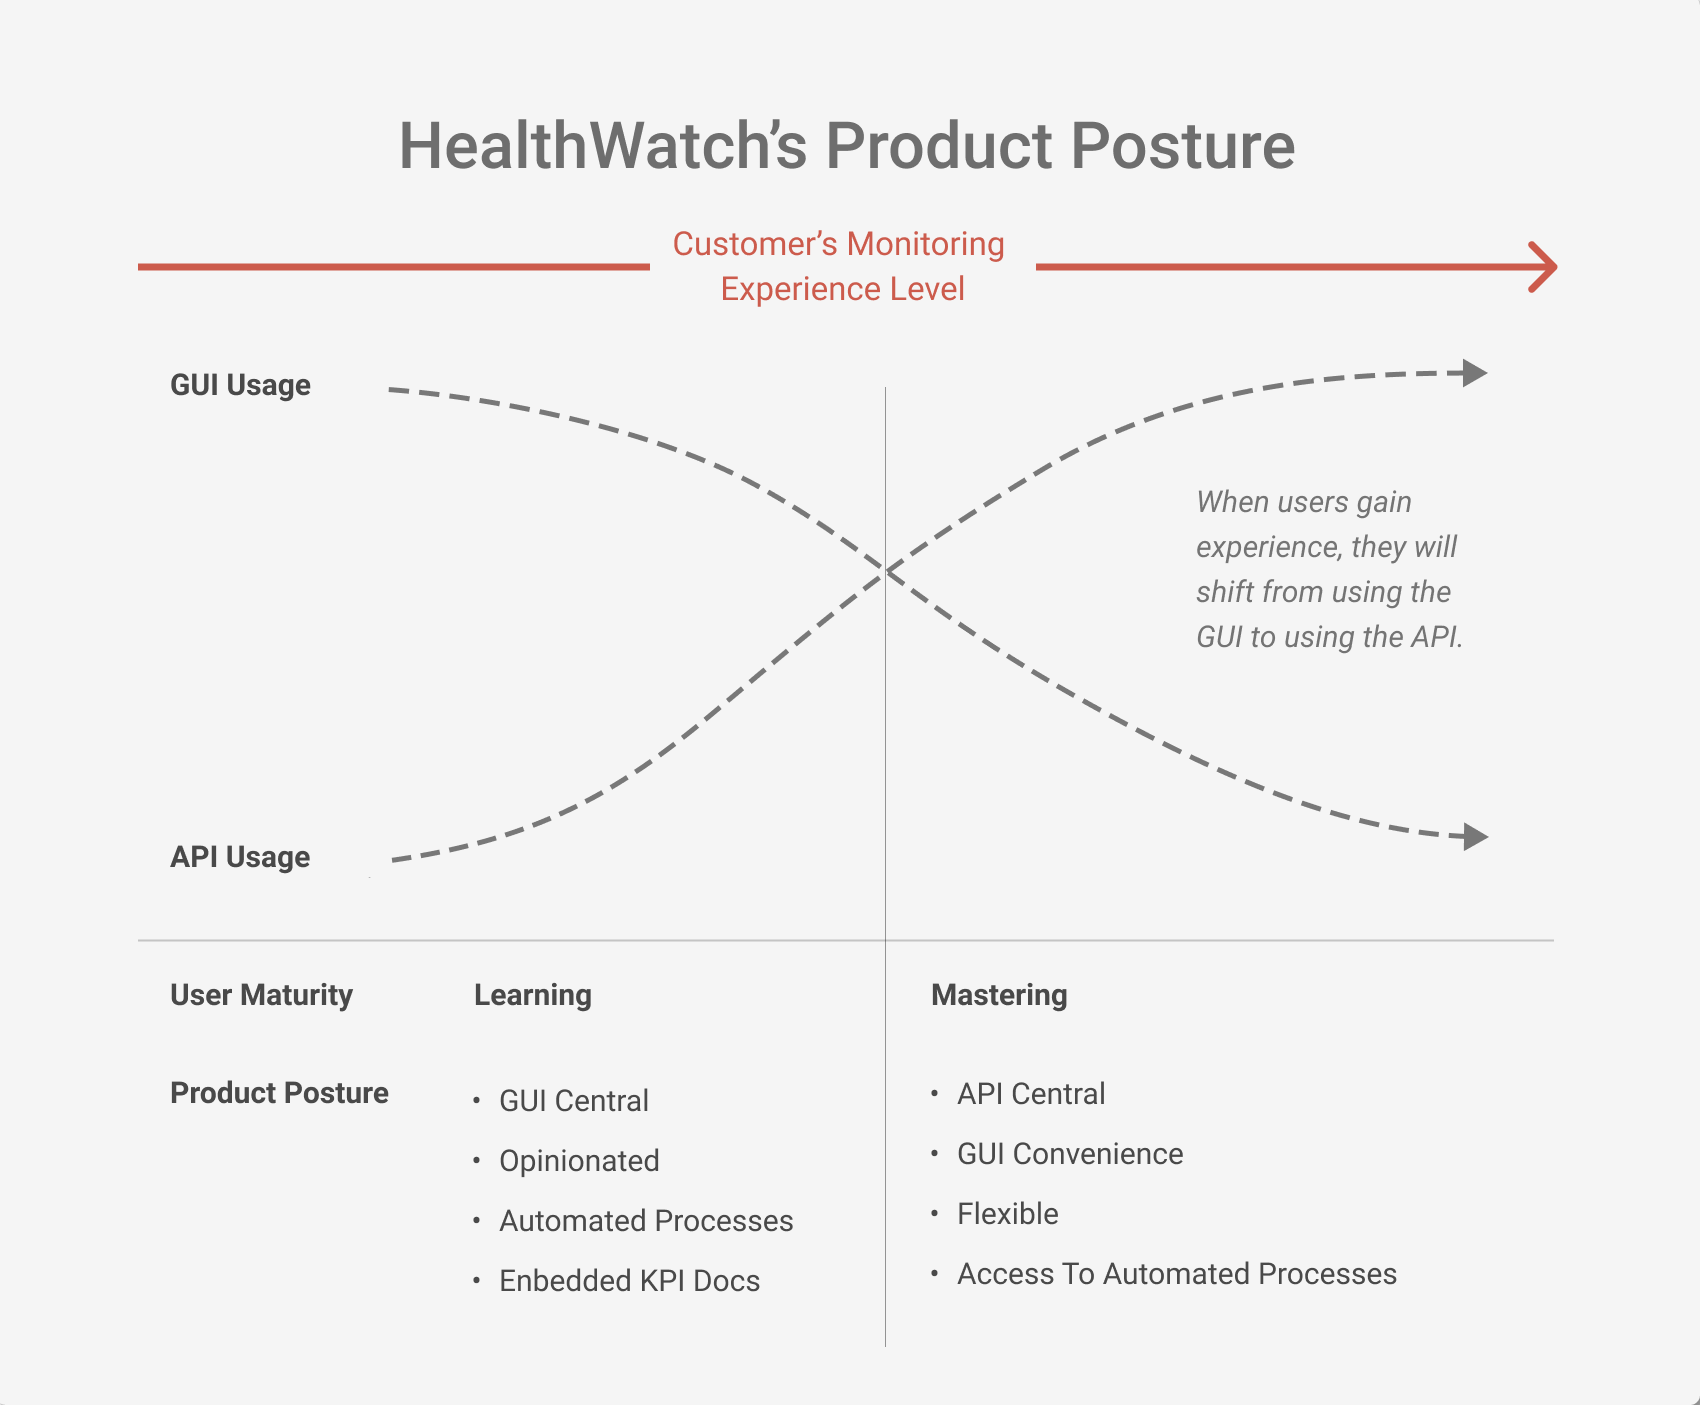 HealthWatch’s Product Posture
Customer’s Monitoring
Experience Level
GUI Usage
When users gain
experience, they will
shift from using the
GUI to using the API.
API Usage
User Maturity
Learning
Mastering
Product Posture
• GUI Central
• Opinionated
• Automated Processes
• Enbedded KPI Docs
• API Central
• GUI Convenience
• Flexible
• Access To Automated Processes